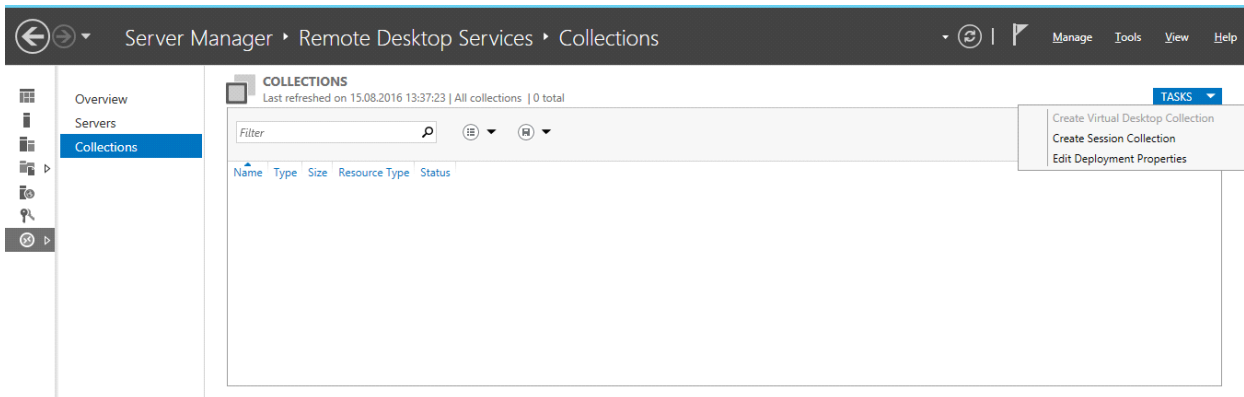 Server Manager ‣ Remote Desktop Services ‣ Collections
Manage Tools View Help
Overview
Servers
Collections
COLLECTIONS
Last refreshed on 15.08.2016 13:37:23 | All collections | 0 total
TASKS
Create Virtual Desktop Collection
Create Session Collection
Edit Deployment Properties
Filter
Name Type Size Resource Type Status